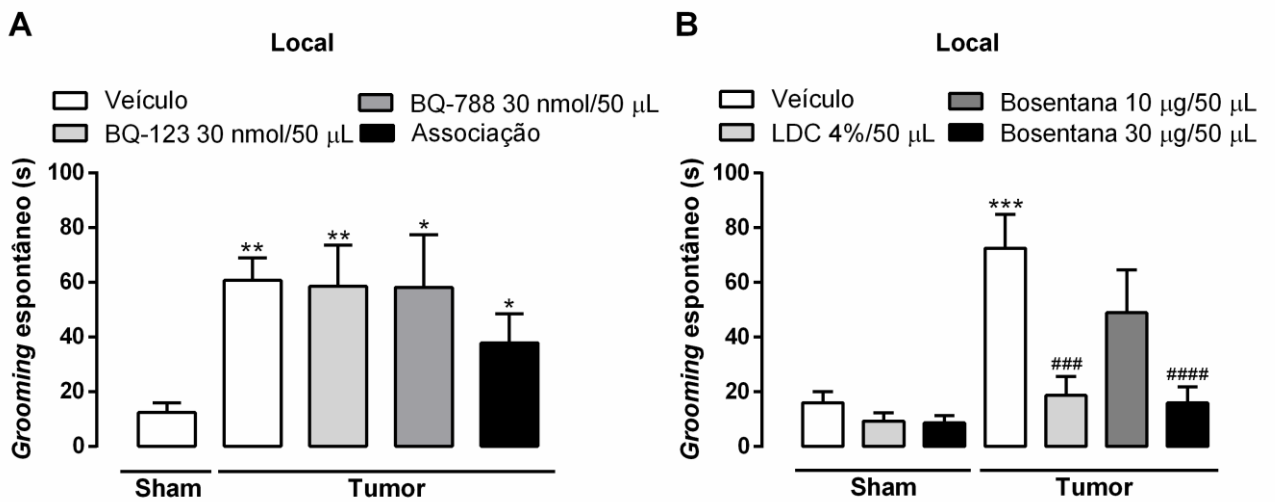 A
Local
Veículo
BQ-788 30 nmol/50 μL
BQ-123 30 nmol/50 μL
Associação
Grooming espontâneo (s)
100
80
60
40
20
0
**
**
*
*
Sham
Tumor
B
Local
Veículo
Bosentana 10 μg/50 μL
LDC 4%/50 μL
Bosentana 30 μg/50 μL
Grooming espontâneo (s)
100
80
60
40
20
0
***
###
####
Sham
Tumor